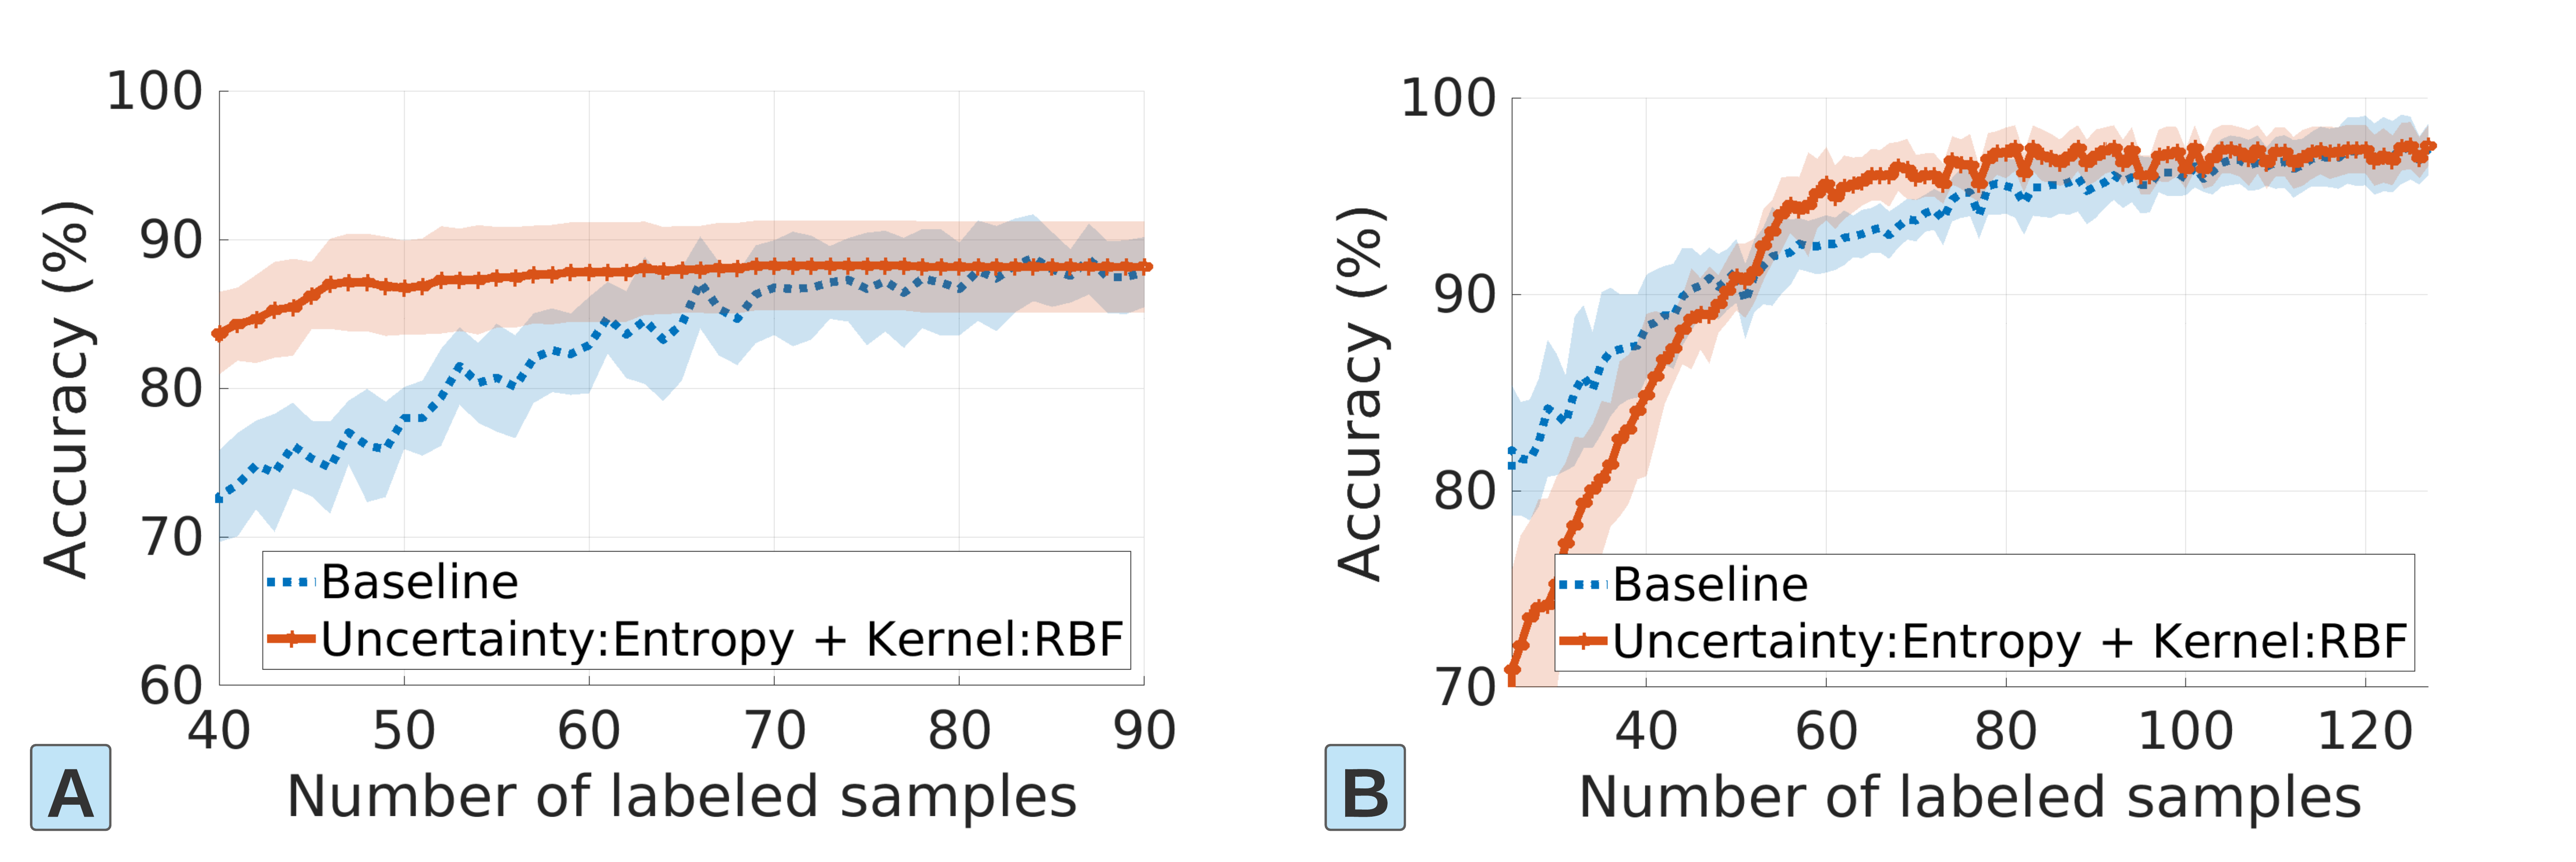 100
90
80
70
60
Accuracy (%)
Baseline
Uncertainty:Entropy + Kernel:RBF
40 50 60 70 80 90
Number of labeled samples
A
100
90
80
70
Accuracy (%)
Baseline
Uncertainty:Entropy + Kernel:RBF
40 60 80 100 120
Number of labeled samples
B